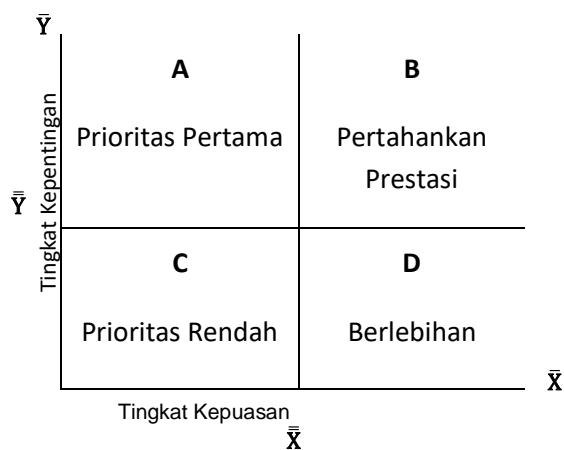 Ȳ
A
B
Prioritas Pertama
Pertahankan
Prestasi
Tingkat Kepentingan
Y̿
C
D
Prioritas Rendah
Berlebihan
X̄
Tingkat Kepuasan
X̿